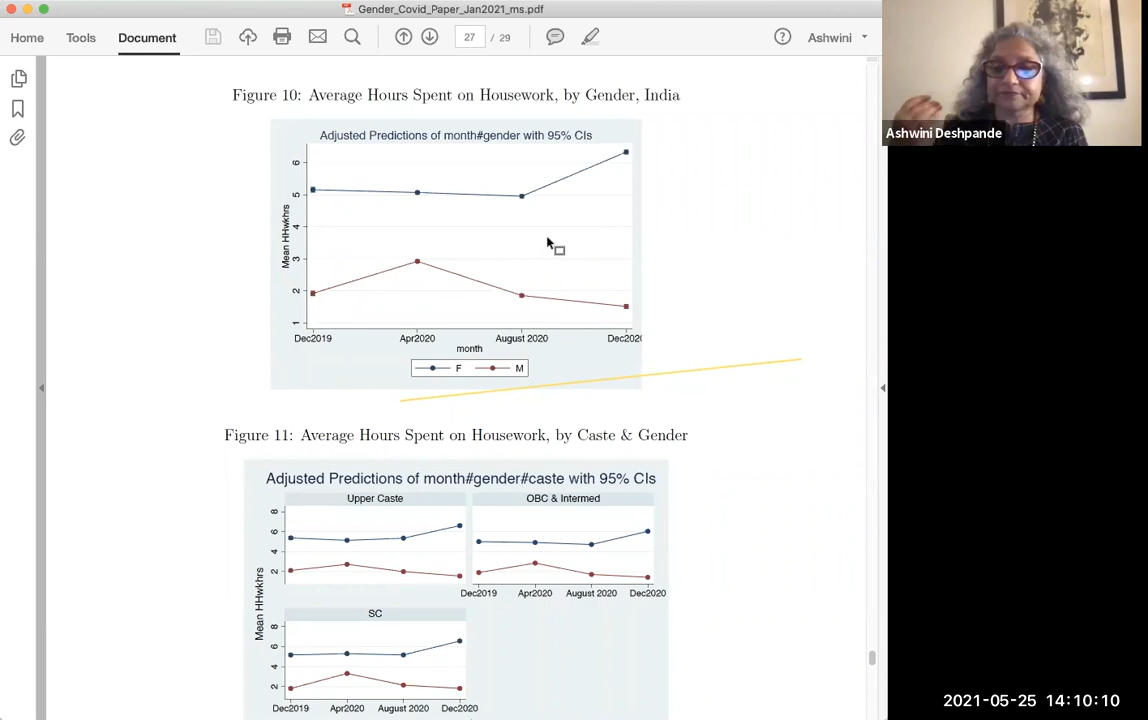 Gender_Covid_Paper_Jan2021_ms.pdf
Home Tools Document 27 / 29 Ashwini
Ashwini Deshpande
Figure 10: Average Hours Spent on Housework, by Gender, India
Adjusted Predictions of month#gender with 95% CIs
Mean HHwkhrs
6
5
4
3
2
1
Dec2019 Apr2020 August 2020 Dec2020
month
F M
Figure 11: Average Hours Spent on Housework, by Caste & Gender
Adjusted Predictions of month#gender#caste with 95% CIs
Upper Caste OBC & Intermed
Mean HHwkhrs
8
6
4
2
Dec2019 Apr2020 August 2020 Dec2020
SC
8
6
4
2
Dec2019 Apr2020 August 2020 Dec2020
2021-05-25 14:10:10